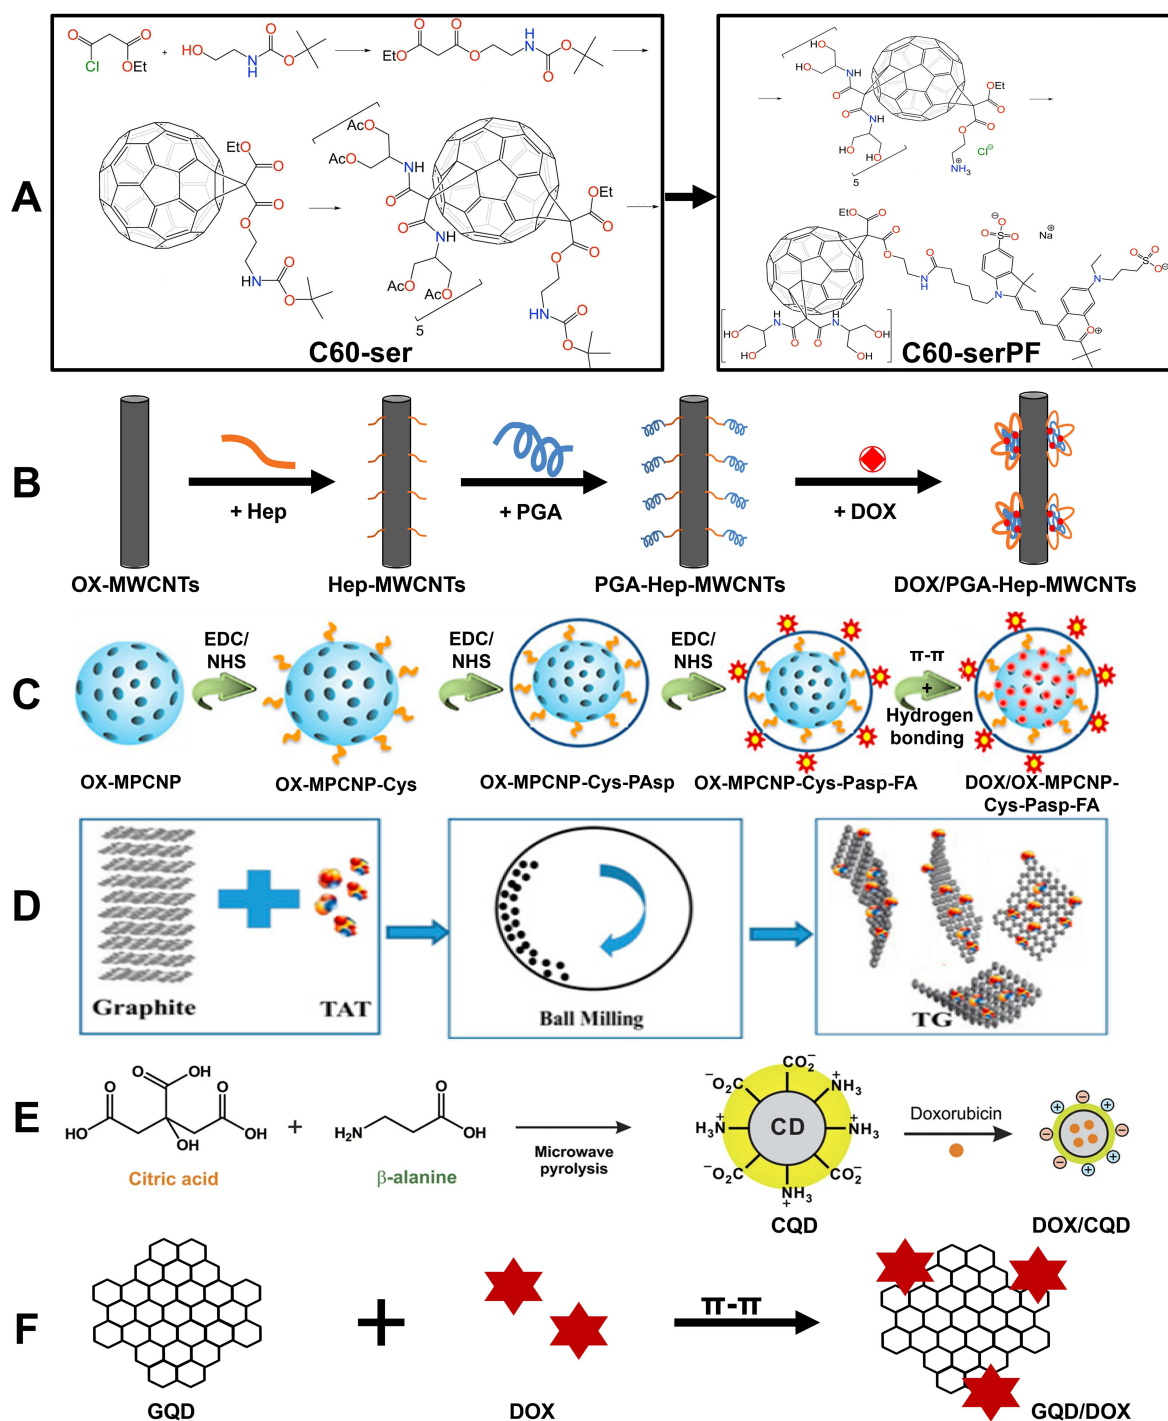 A
O
O
Cl
OEt
+
HO
N
H
O
O
O
O
O
EtO
O
H
N
O
O
EtO
O
O
O
O
N
H
O
O
AcO
AcO
NH
O
O
NH
AcO
AcO
5
OEt
O
O
O
O
HN
O
O
C60-ser
HO
HO
NH
O
O
NH
HO
HO
5
OEt
O
O
O
NH3
⊕
Cl⊖
EtO
O
O
O
N
H
O
HO
HO
NH
O
O
HN
OH
OH
⊖O
S
O
O
Na⊕
N
N
O⊕
O
S
O
O⊖
C60-serPF
B
+ Hep
+ PGA
+ DOX
OX-MWCNTs
Hep-MWCNTs
PGA-Hep-MWCNTs
DOX/PGA-Hep-MWCNTs
C
EDC/
NHS
EDC/
NHS
EDC/
NHS
π-π
+
Hydrogen
bonding
OX-MPCNP
OX-MPCNP-Cys
OX-MPCNP-Cys-PAsp
OX-MPCNP-Cys-Pasp-FA
DOX/OX-MPCNP-
Cys-Pasp-FA
D
Graphite
TAT
Ball Milling
TG
E
O
OH
O
O
HO
OH
OH
Citric acid
+
O
H2N
OH
β-alanine
Microwave
pyrolysis
CO2−
−O2C
+
NH3
+
H3N
CD
+
NH3
−O2C
CO2−
NH3
+
CQD
Doxorubicin
DOX/CQD
F
GQD
+
DOX
π-π
GQD/DOX